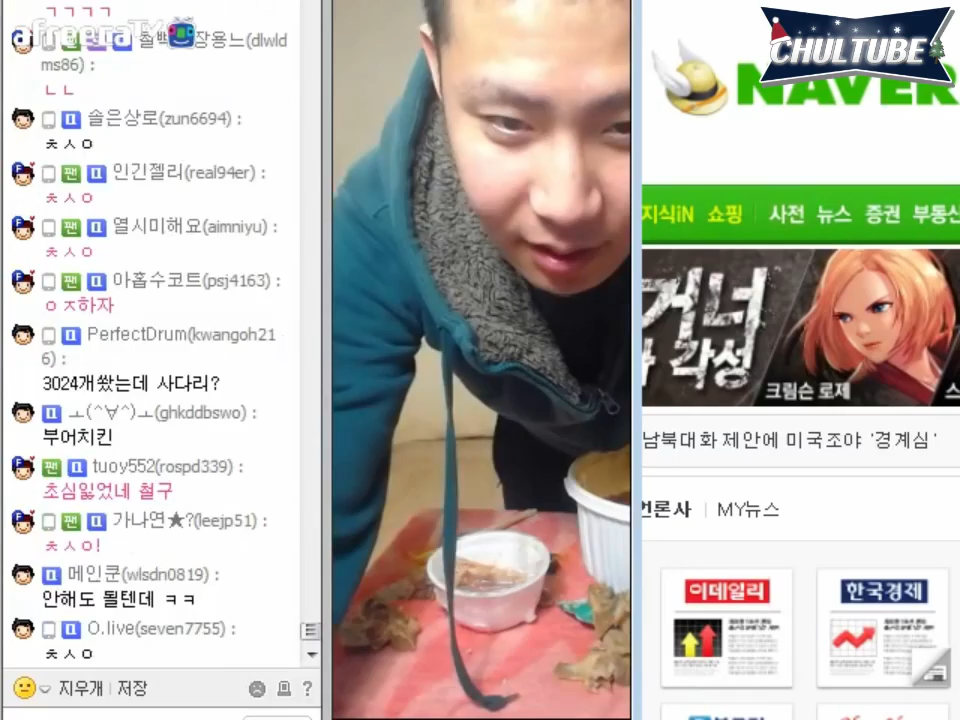 ㄱㄱㄱㄱ
afreecaTV
장용느(dlwld
ms86) :
ㄴㄴ
솔은상로(zun6694) :
ㅊㅅㅇ
인긴젤리(real94er) :
ㅊㅅㅇ
열시미해요(aimniyu) :
ㅊㅅㅇ
아홉수코트(psj4163) :
ㅇㅈ하자
PerfectDrum(kwangoh21
6) :
3024개쐈는데 사다리?
ㅗ(^∀^)ㅗ(ghkddbswo) :
부어치킨
tuoy552(rospd339) :
초심잃었네 철구
가나연★?(leejp51) :
ㅊㅅㅇ!
메인쿤(wlsdn0819) :
안해도 묄텐데 ㅋㅋ
O.live(seven7755) :
ㅊㅅㅇ
지우개 저장 ?
CHULTUBE
NAVER
지식iN 쇼핑 사전 뉴스 증권 부동산
거너
각성
크림슨 로제
남북대화 제안에 미국조야 '경계심'
언론사 MY뉴스
이데일리 한국경제